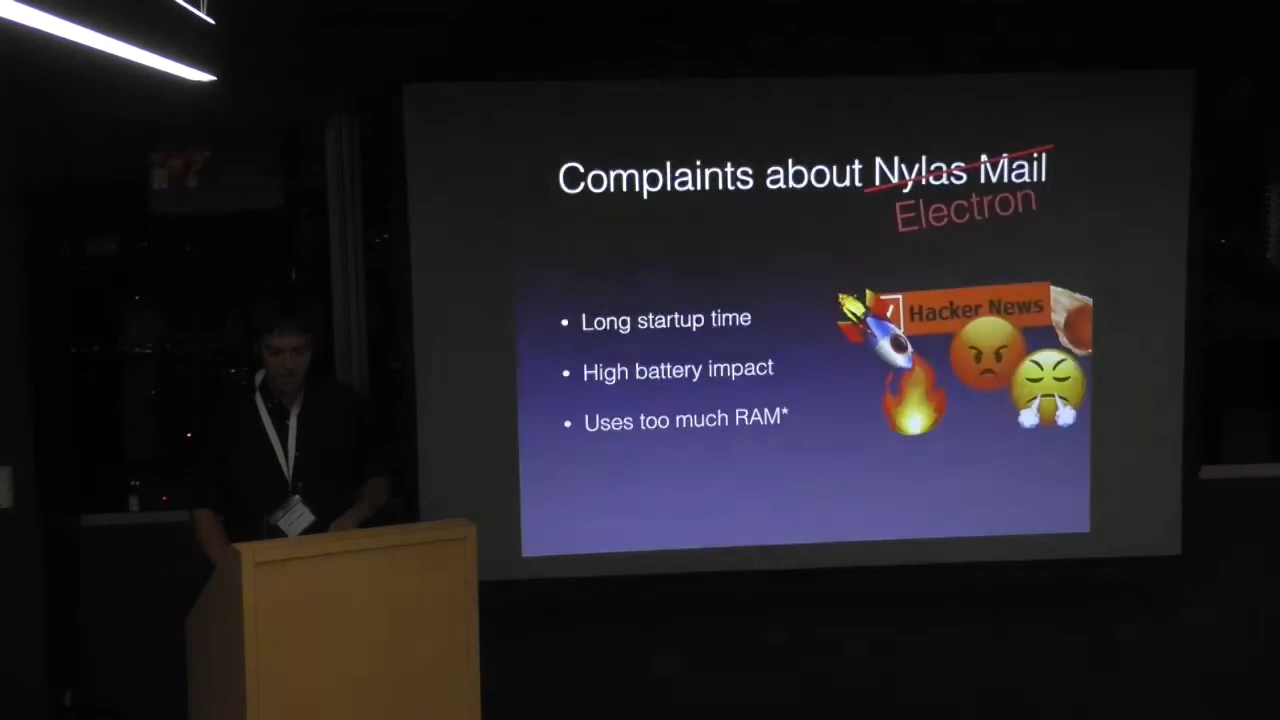 Complaints about Nylas Mail
Electron
• Long startup time
• High battery impact
• Uses too much RAM*
Hacker News